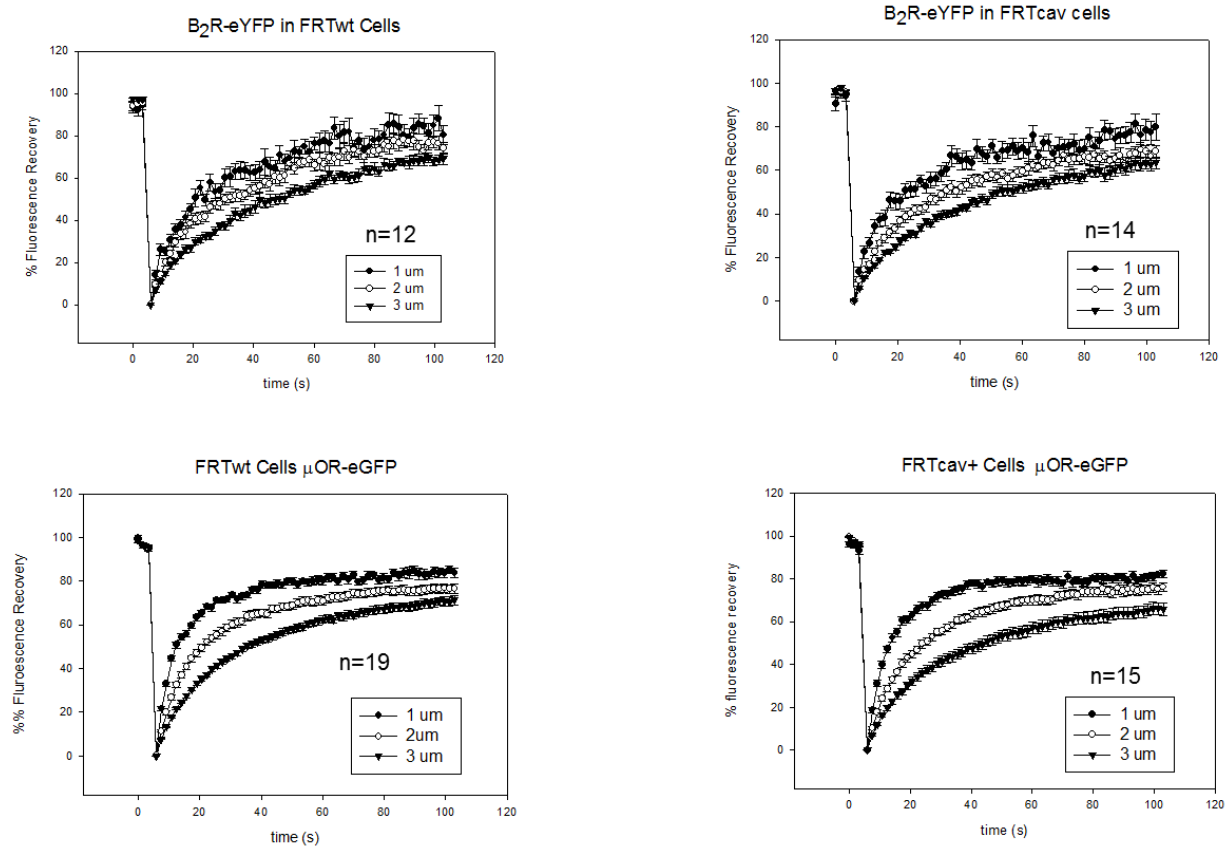 B2R-eYFP in FRTwt Cells
120
100
80
60
40
20
0
% Fluorescence Recovery
n=12
1 um
2 um
3 um
0 20 40 60 80 100 120
time (s)
B2R-eYFP in FRTcav cells
120
100
80
60
40
20
0
% Fluorescence Recovery
n=14
1 um
2 um
3 um
0 20 40 60 80 100 120
time (s)
FRTwt Cells μOR-eGFP
120
100
80
60
40
20
0
%% Fluroescence Recovery
n=19
1 um
2um
3 um
0 20 40 60 80 100 120
time (s)
FRTcav+ Cells μOR-eGFP
120
100
80
60
40
20
0
% fluorescence recovery
n=15
1 um
2 um
3 um
0 20 40 60 80 100 120
time (s)